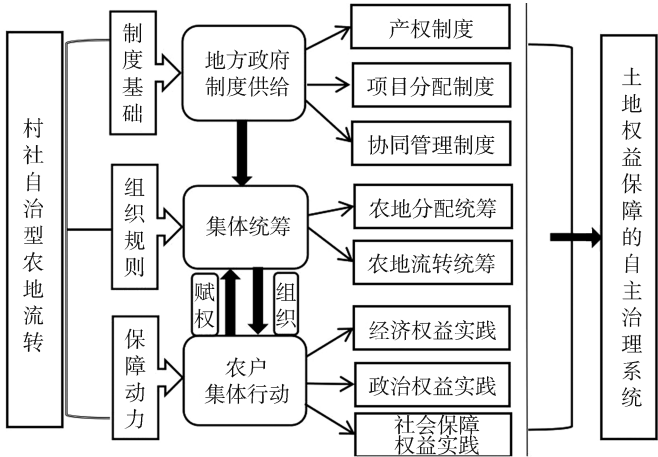 村社自治型农地流转
制度基础
组织规则
保障动力
地方政府
制度供给
集体统筹
赋权
组织
农户
集体行动
产权制度
项目分配制度
协同管理制度
农地分配统筹
农地流转统筹
经济权益实践
政治权益实践
社会保障
权益实践
土地权益保障的自主治理系统